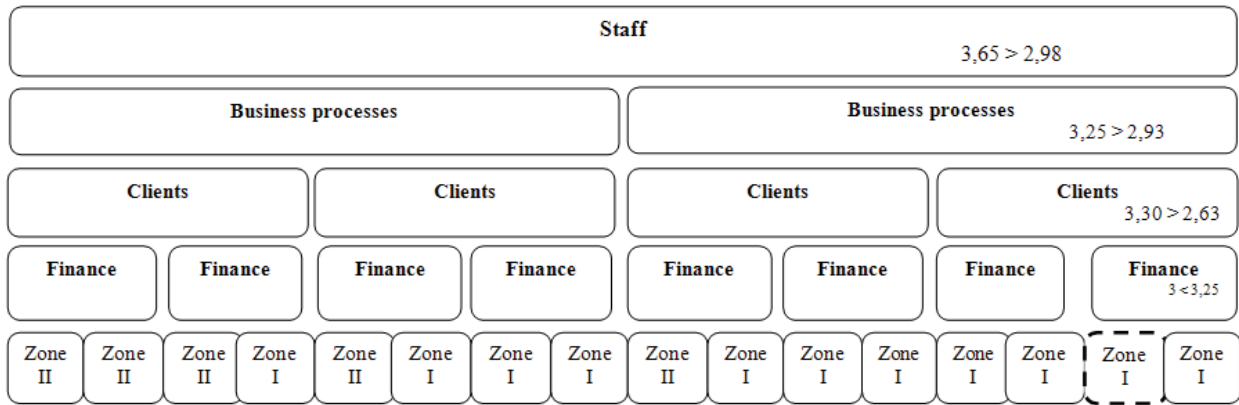 Staff
3,65 > 2,98
Business processes
Business processes
3,25 > 2,93
Clients
Clients
Clients
Clients
3,30 > 2,63
Finance
Finance
Finance
Finance
Finance
Finance
Finance
Finance
3 < 3,25
Zone
II
Zone
II
Zone
II
Zone
I
Zone
II
Zone
I
Zone
I
Zone
I
Zone
II
Zone
I
Zone
I
Zone
I
Zone
I
Zone
I
Zone
I
Zone
I